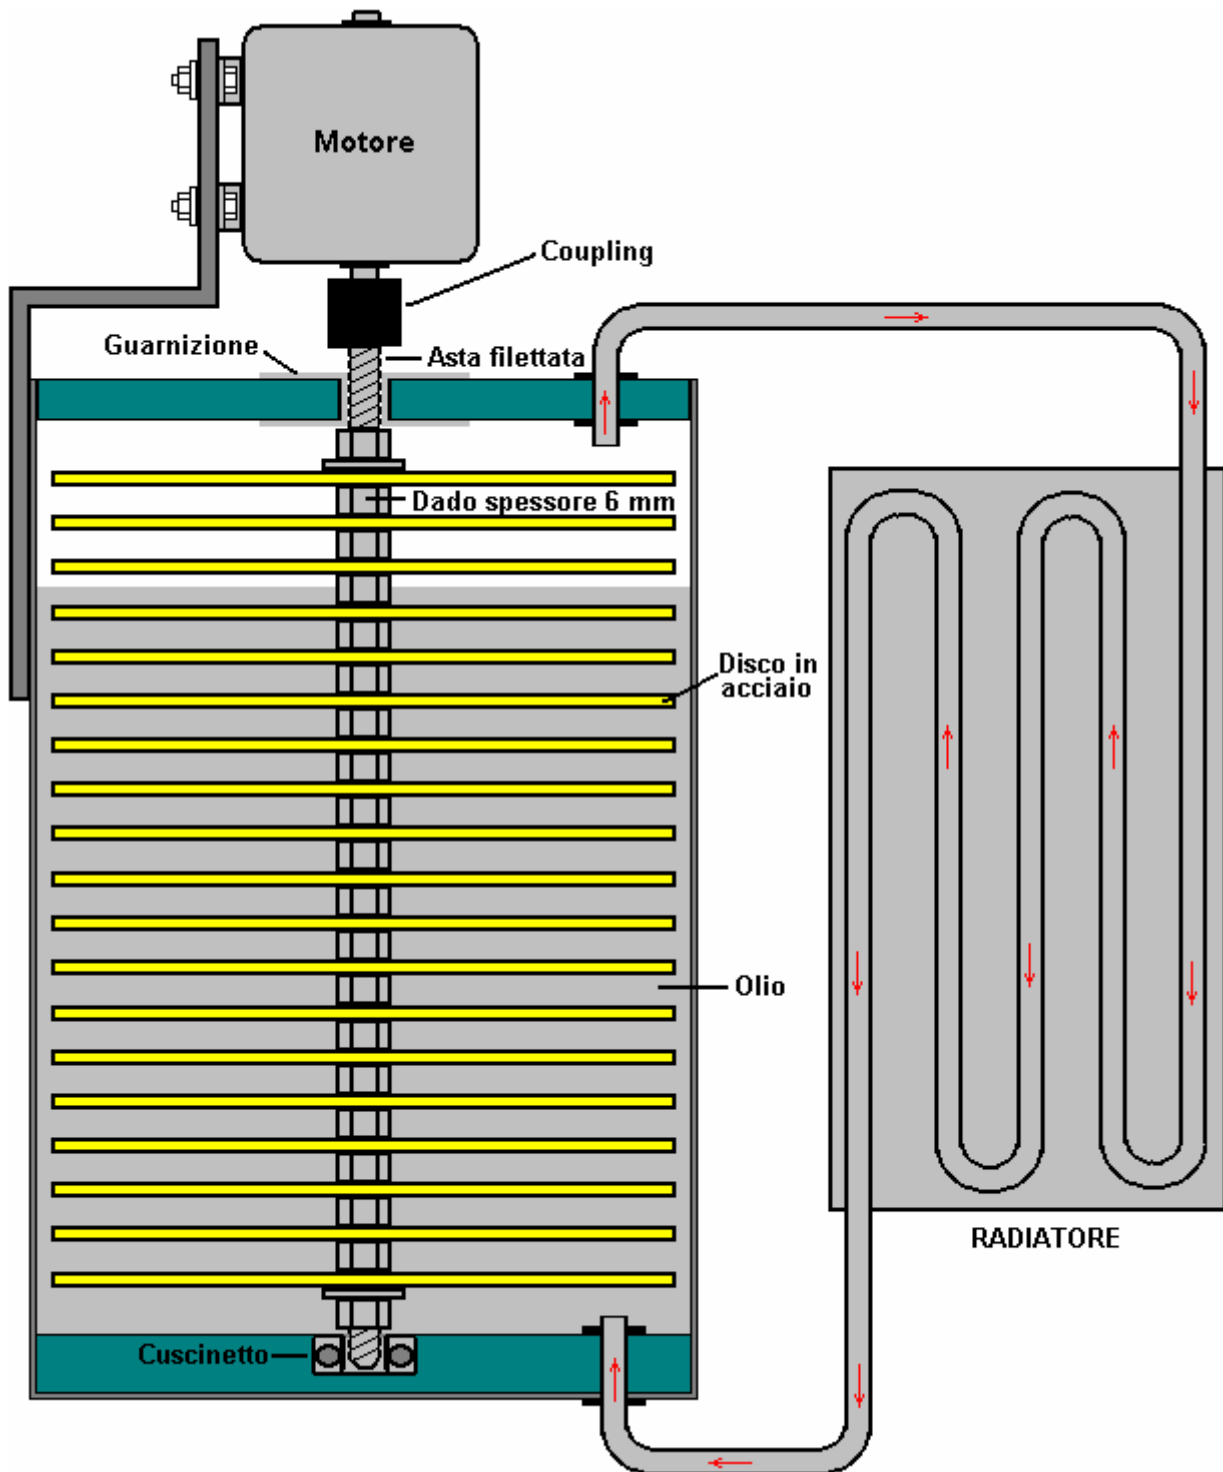 Motore
Coupling
Guarnizione
Asta filettata
Dado spessore 6 mm
Disco in
acciaio
Olio
RADIATORE
Cuscinetto